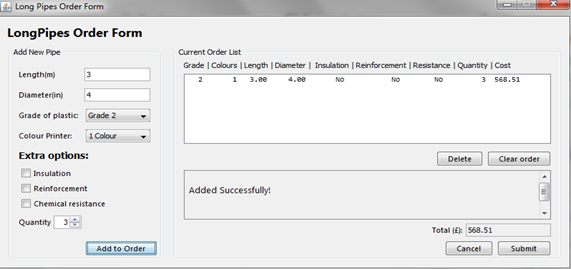 LongPipes Order Form
LongPipes Order Form
Add New Pipe
Length(m) 3
Diameter(in) 4
Grade of plastic: Grade 2
Colour Printer: 1 Colour
Extra options:
Insulation
Reinforcement
Chemical resistance
Quantity 3
Add to Order
Current Order List
Grade | Colours | Length | Diameter | Insulation | Reinforcement | Resistance | Quantity | Cost
2 1 3.00 4.00 No No No 3 568.51
Delete Clear order
Added Successfully!
Total (£): 568.51
Cancel Submit